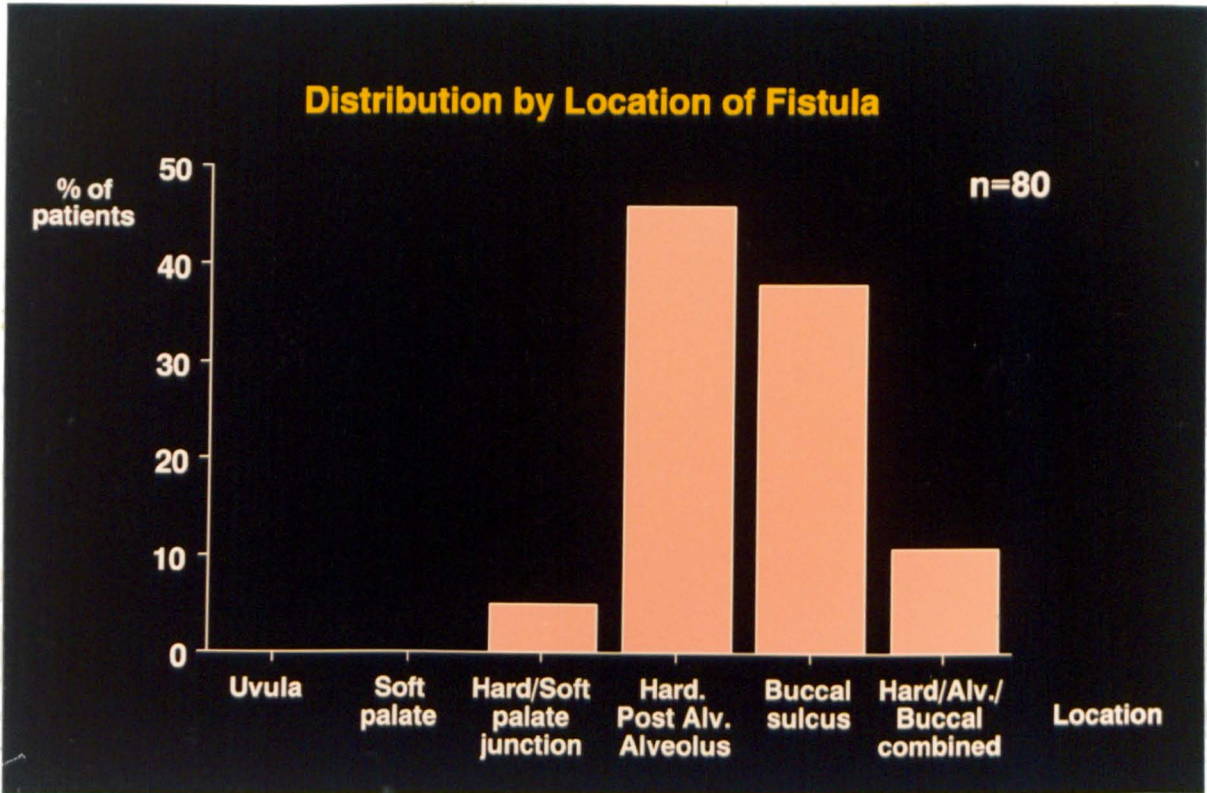 Distribution by Location of Fistula
% of
patients
n=80
50
40
30
20
10
0
Uvula
Soft
palate
Hard/Soft
palate
junction
Hard.
Post Alv.
Alveolus
Buccal
sulcus
Hard/Alv./
Buccal
combined
Location